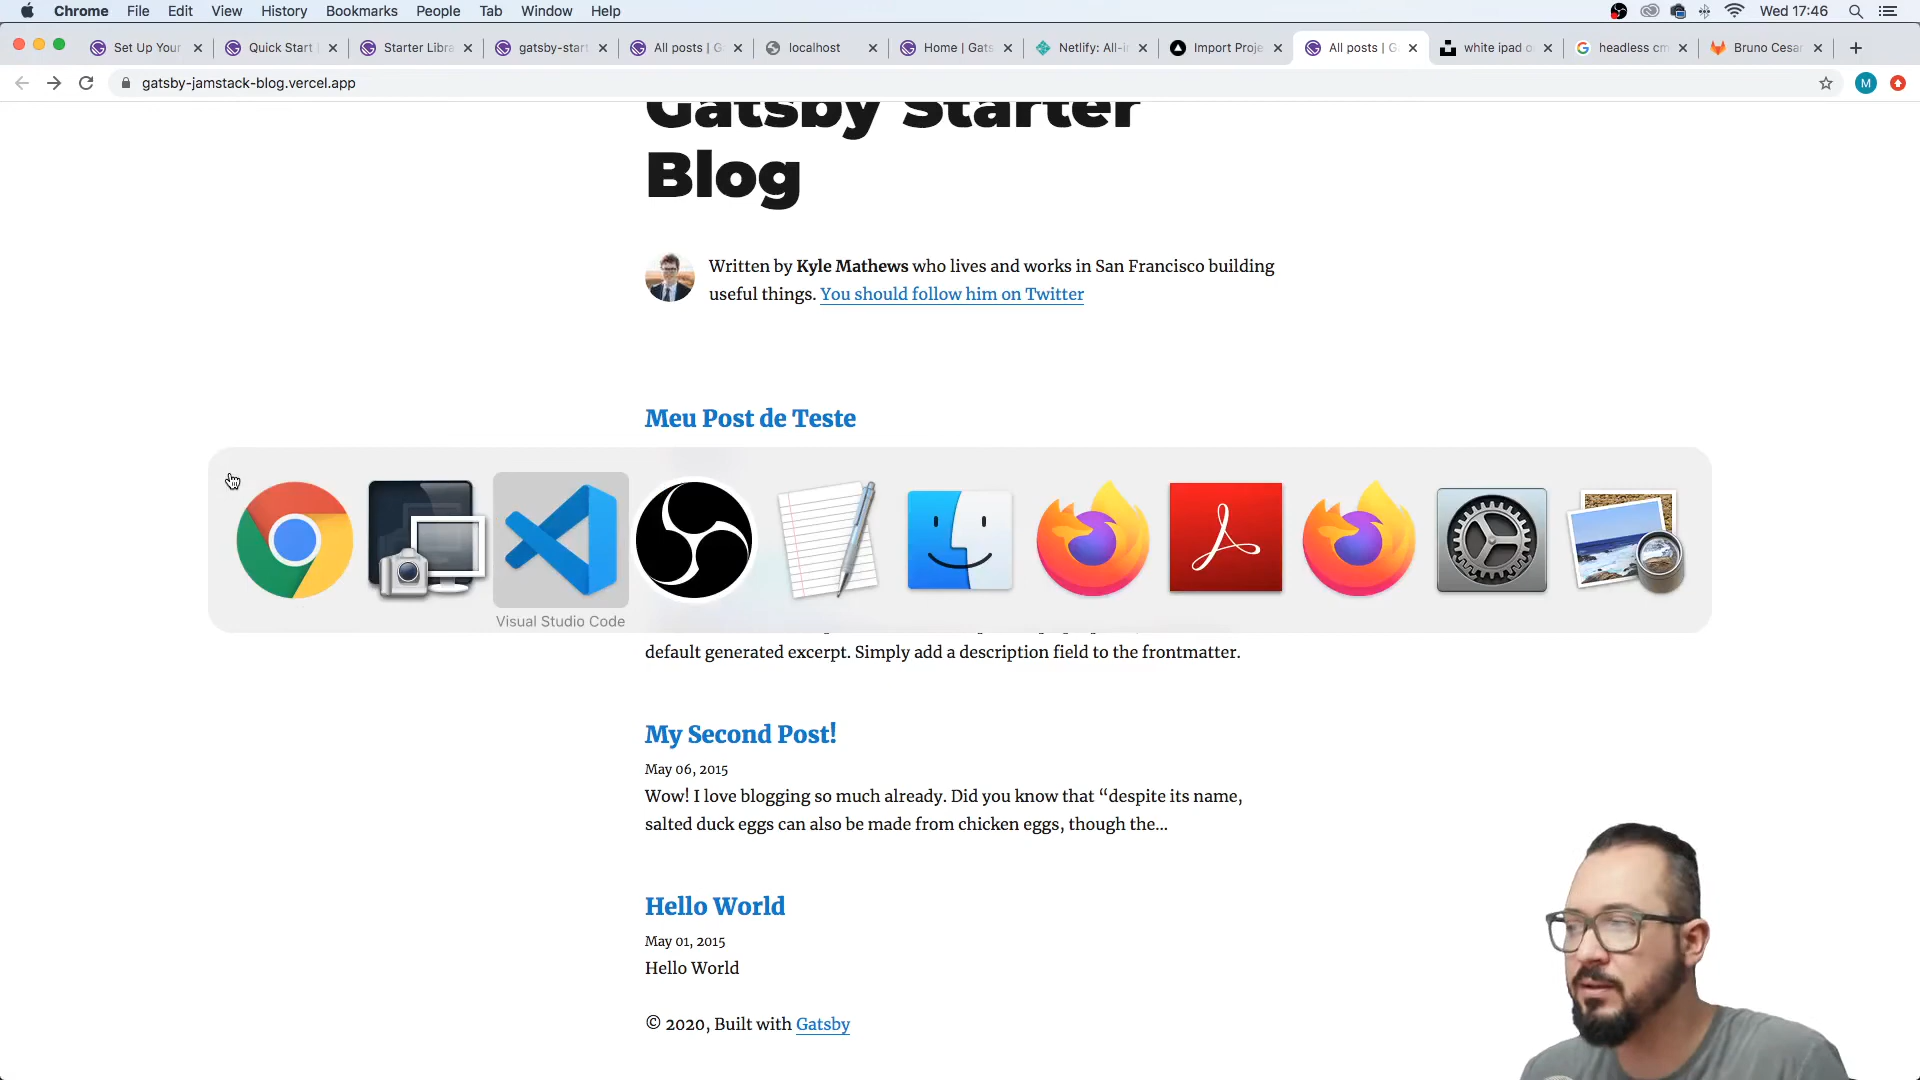 Chrome File Edit View History Bookmarks People Tab Window Help Wed 17:46
Set Up Your Quick Start Starter Libra gatsby-start All posts | G localhost Home | Gats Netlify: All-i Import Proje All posts | G white ipad o headless cm Bruno Cesar
gatsby-jamstack-blog.vercel.app M
Gatsby Starter
Blog
Written by Kyle Mathews who lives and works in San Francisco building
useful things. You should follow him on Twitter
Meu Post de Teste
Visual Studio Code
default generated excerpt. Simply add a description field to the frontmatter.
My Second Post!
May 06, 2015
Wow! I love blogging so much already. Did you know that “despite its name,
salted duck eggs can also be made from chicken eggs, though the…
Hello World
May 01, 2015
Hello World
© 2020, Built with Gatsby